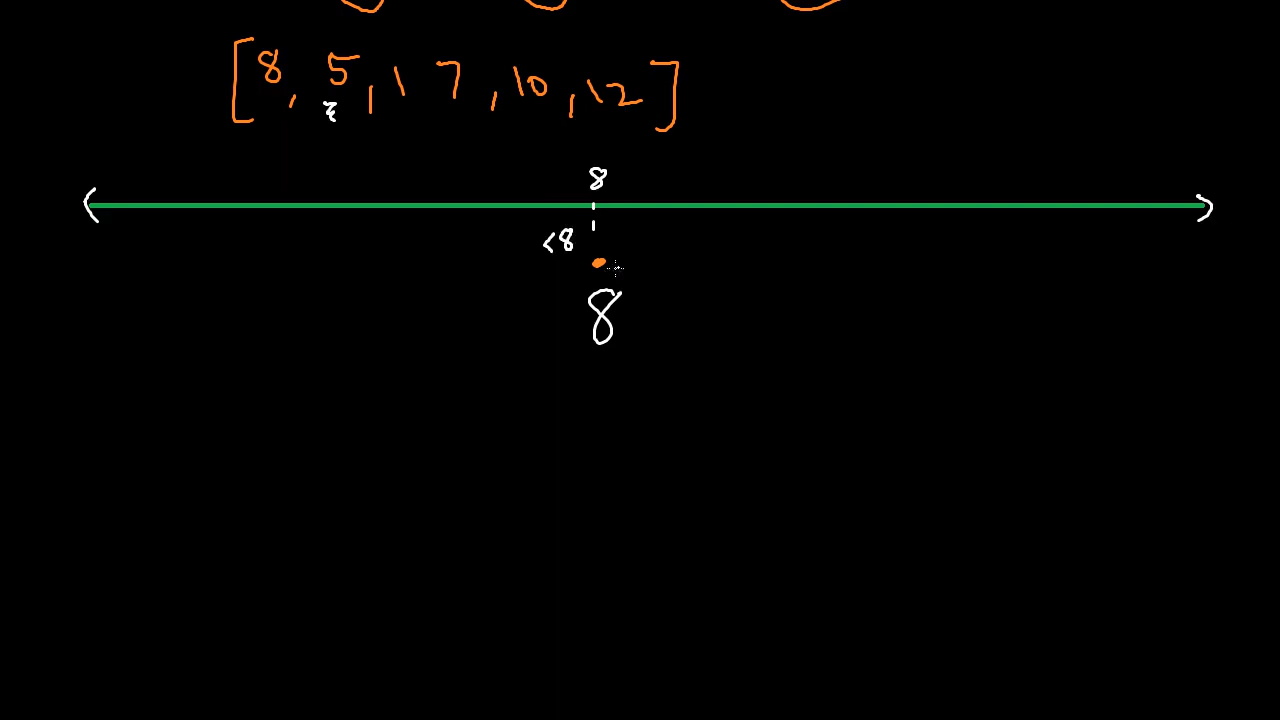 [8, 5, 1 7, 10, 12]
8
<8
8